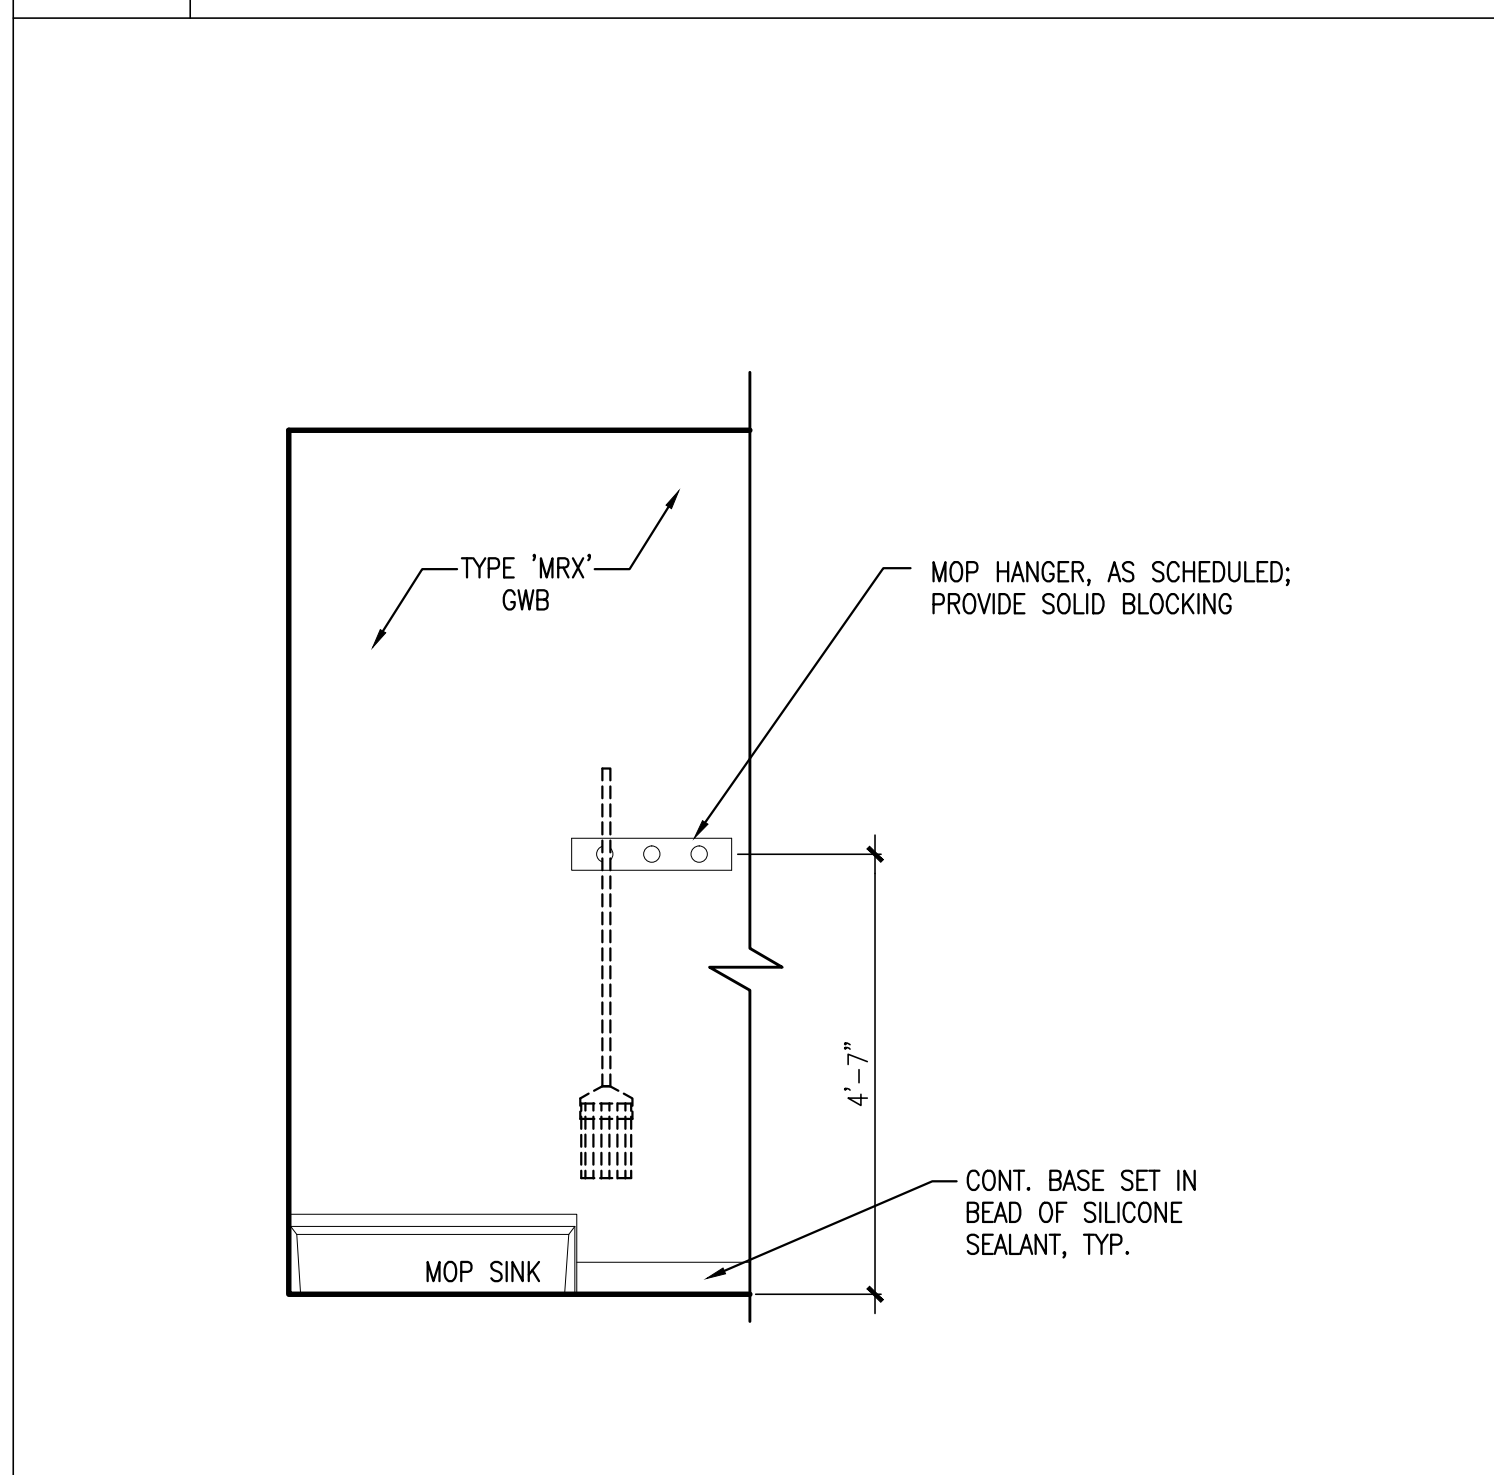 TYPE 'MRX'
GWB
MOP HANGER, AS SCHEDULED;
PROVIDE SOLID BLOCKING
4'-7"
CONT. BASE SET IN
BEAD OF SILICONE
SEALANT, TYP.
MOP SINK